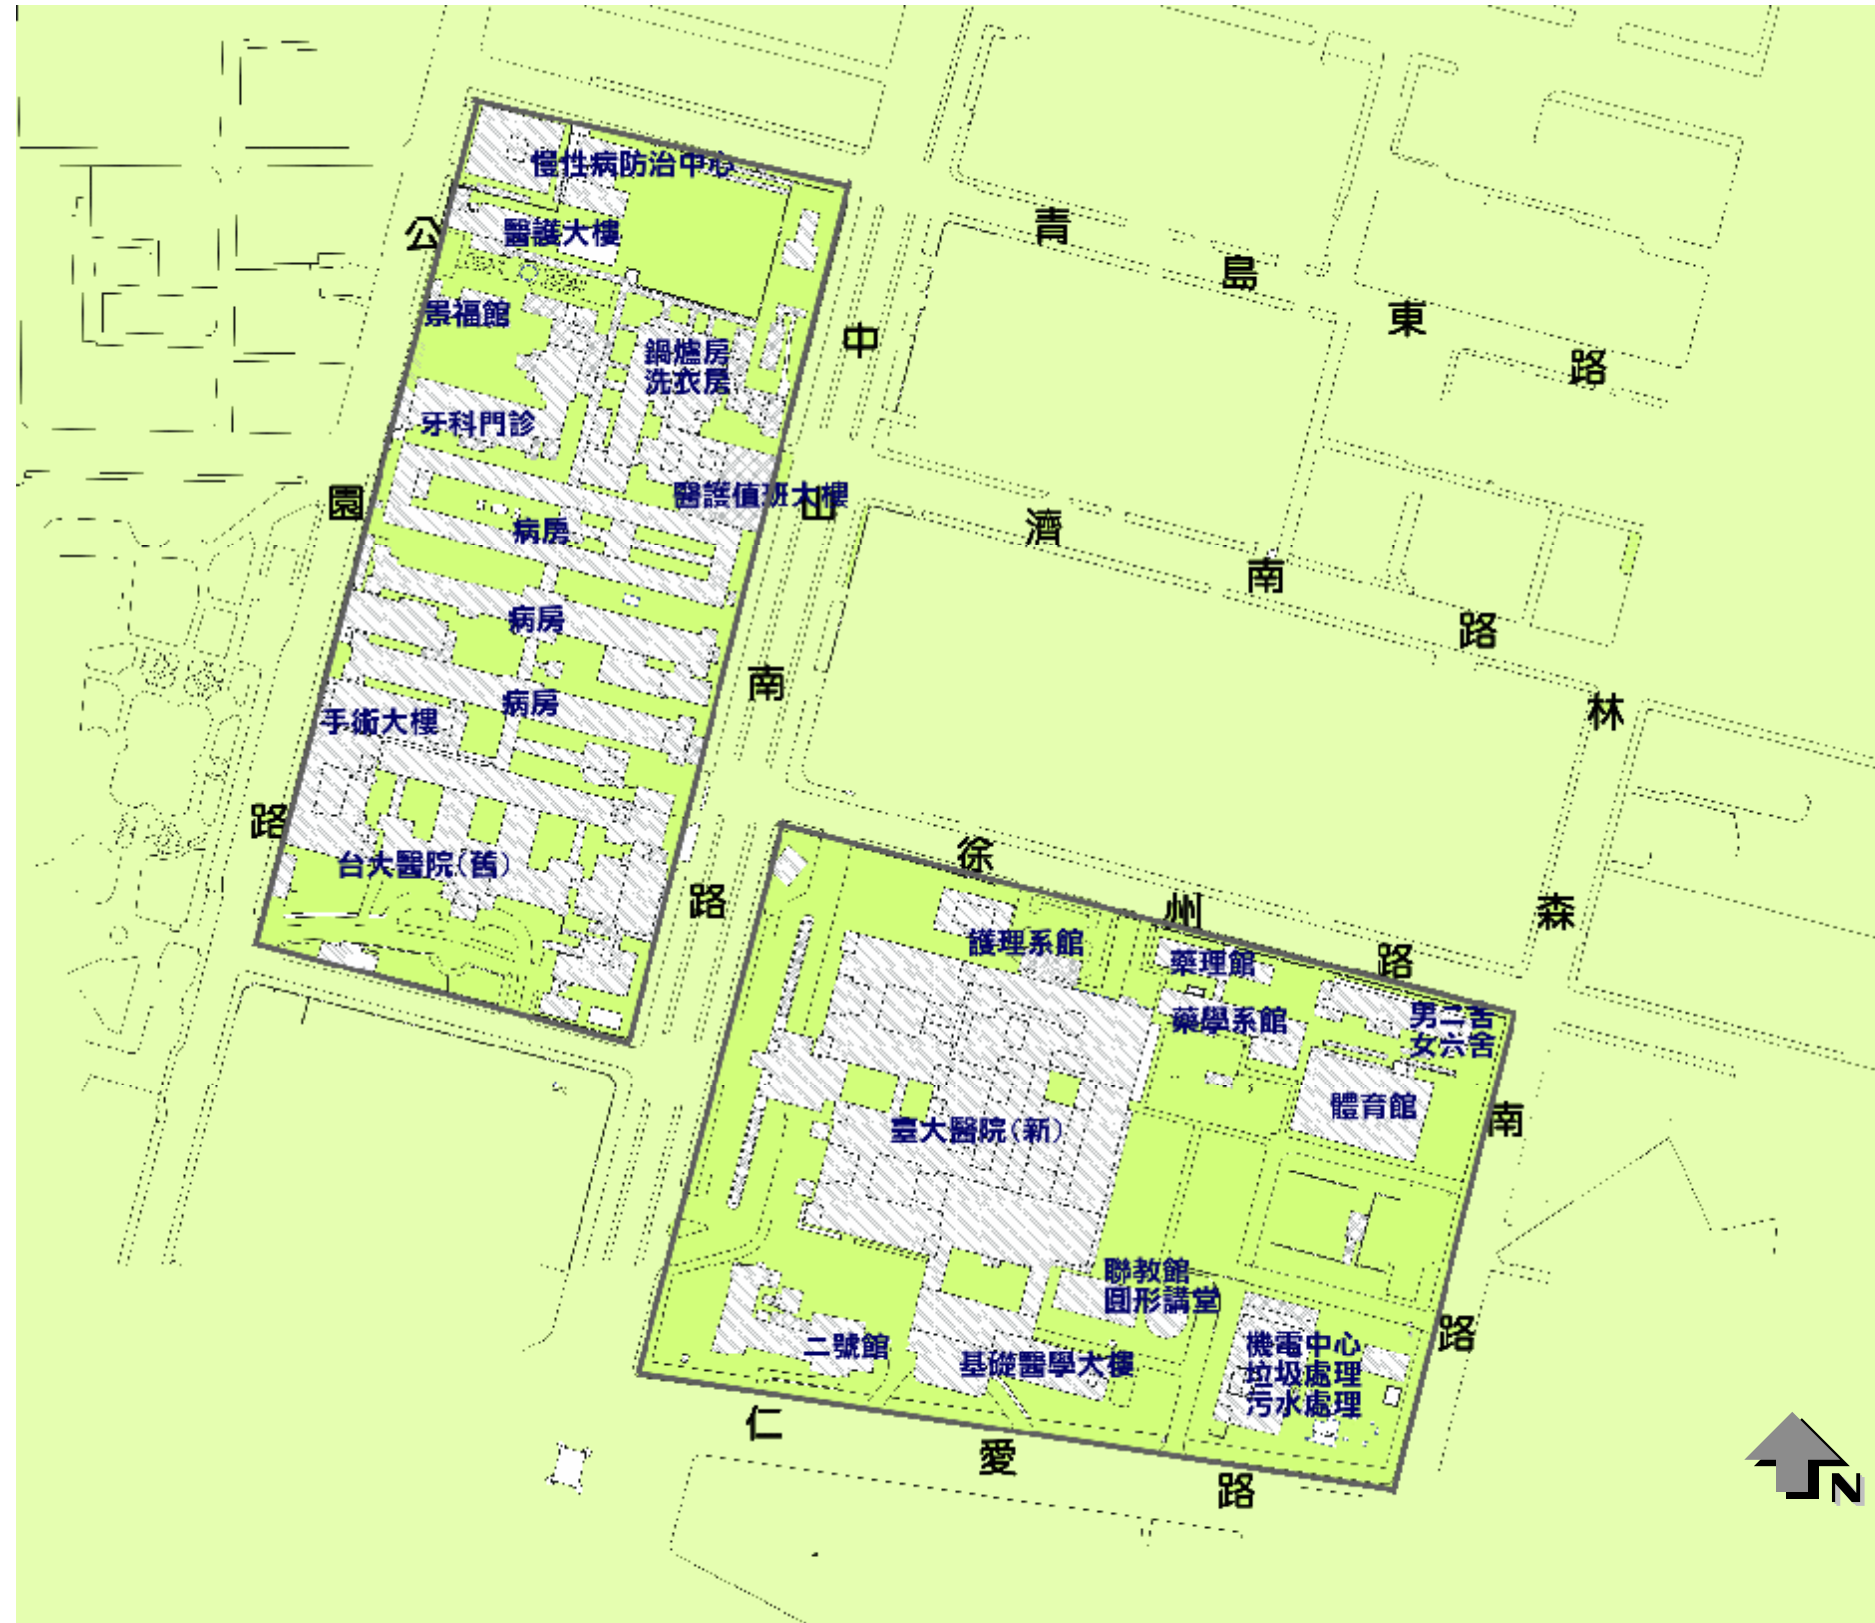 慢性病防治中心
醫護大樓
景福館
鍋爐房
洗衣房
牙科門診
醫護值班大樓
病房
病房
病房
手術大樓
台大醫院(舊)
公園路
中山南路
青島東路
濟南路
林森南路
徐州路
護理系館
藥理館
藥學系館
男二舍
女六舍
體育館
臺大醫院(新)
聯教館
圓形講堂
二號館
基礎醫學大樓
機電中心
垃圾處理
污水處理
仁愛路
N